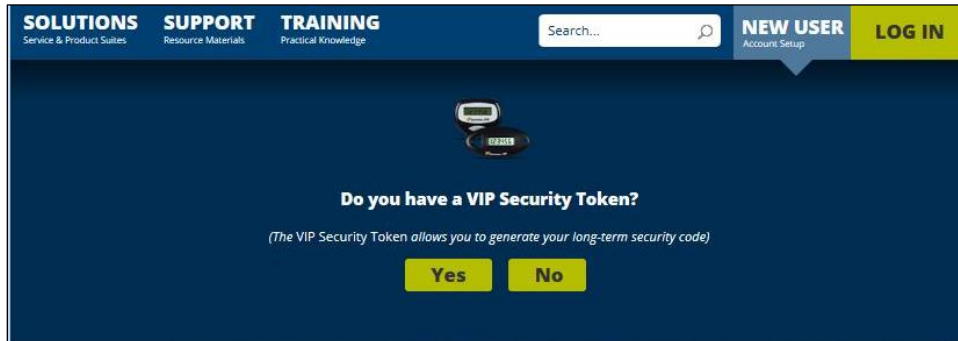 SOLUTIONS
Service & Product Suites
SUPPORT
Resource Materials
TRAINING
Practical Knowledge
Search...
NEW USER
Account Setup
LOG IN
123456
Do you have a VIP Security Token?
(The VIP Security Token allows you to generate your long-term security code)
Yes
No